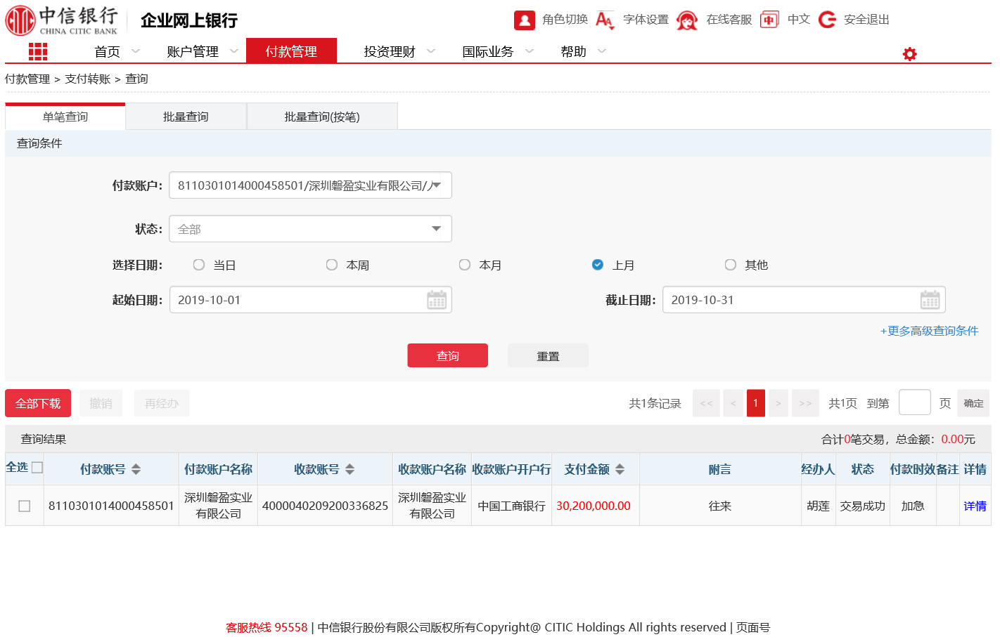 中信银行 企业网上银行 角色切换 字体设置 在线客服 中文 安全退出
CHINA CITIC BANK
首页 账户管理 付款管理 投资理财 国际业务 帮助
付款管理 > 支付转账 > 查询
单笔查询 批量查询 批量查询(按笔)
查询条件
付款账户： 8110301014000458501/深圳磐盈实业有限公司/
状态： 全部
选择日期： 当日 本周 本月 上月 其他
起始日期： 2019-10-01 截止日期： 2019-10-31
+更多高级查询条件
查询 重置
全部下载 撤销 再经办 共1条记录 << < 1 > >> 共1页 到第 页 确定
查询结果 合计0笔交易，总金额：0.00元
全选 付款账号 付款账户名称 收款账号 收款账户名称 收款账户开户行 支付金额 附言 经办人 状态 付款时效 备注 详情
8110301014000458501 深圳磐盈实业有限公司 4000040209200336825 深圳磐盈实业有限公司 中国工商银行 30,200,000.00 往来 胡莲 交易成功 加急 详情
客服热线 95558 | 中信银行股份有限公司版权所有Copyright@ CITIC Holdings All rights reserved | 页面号